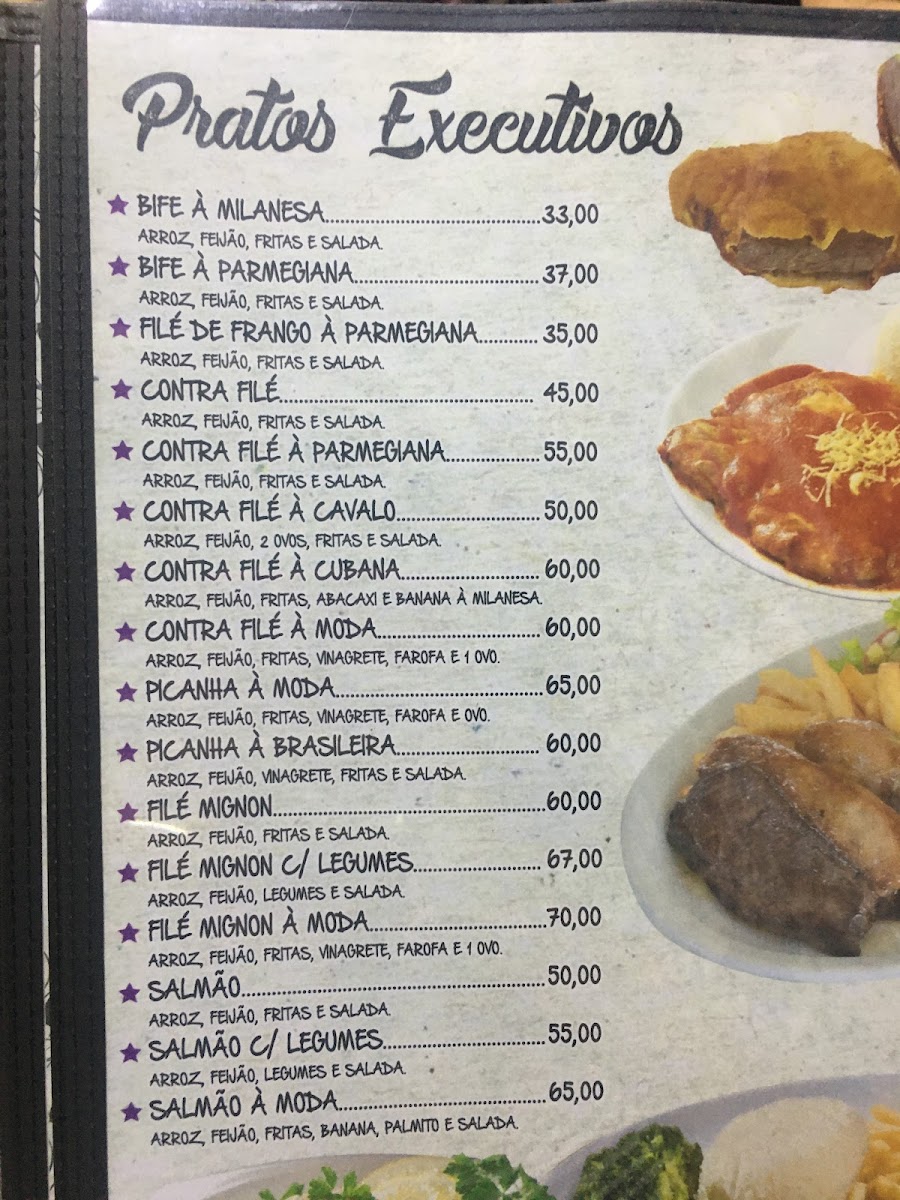 Pratos Executivos
BIFE À MILANESA.......................................33,00
ARROZ, FEIJÃO, FRITAS E SALADA.
BIFE À PARMEGIANA..................................37,00
ARROZ, FEIJÃO, FRITAS E SALADA.
FILÉ DE FRANGO À PARMEGIANA........... 35,00
ARROZ, FEIJÃO, FRITAS E SALADA.
CONTRA FILÉ............................................... 45,00
ARROZ, FEIJÃO, FRITAS E SALADA.
CONTRA FILÉ À PARMEGIANA................. 55,00
ARROZ, FEIJÃO, FRITAS E SALADA.
CONTRA FILÉ À CAVALO.......................... 50,00
ARROZ, FEIJÃO, 2 OVOS, FRITAS E SALADA.
CONTRA FILÉ À CUBANA......................... 60,00
ARROZ, FEIJÃO, FRITAS, ABACAXI E BANANA À MILANESA.
CONTRA FILÉ À MODA.............................. 60,00
ARROZ, FEIJÃO, FRITAS, VINAGRETE, FAROFA E 1 OVO.
PICANHA À MODA......................................65,00
ARROZ, FEIJÃO, FRITAS, VINAGRETE, FAROFA E OVO.
PICANHA À BRASILEIRA.......................... 60,00
ARROZ, FEIJÃO, VINAGRETE, FRITAS E SALADA.
FILÉ MIGNON.................................................60,00
ARROZ, FEIJÃO, FRITAS E SALADA.
FILÉ MIGNON C/ LEGUMES....................... 67,00
ARROZ, FEIJÃO, LEGUMES E SALADA.
FILÉ MIGNON À MODA................................70,00
ARROZ, FEIJÃO, FRITAS, VINAGRETE, FAROFA E 1 OVO.
SALMÃO.......................................................50,00
ARROZ, FEIJÃO, FRITAS E SALADA.
SALMÃO C/ LEGUMES.............................55,00
ARROZ, FEIJÃO, LEGUMES E SALADA.
SALMÃO À MODA......................................65,00
ARROZ, FEIJÃO, FRITAS, BANANA, PALMITO E SALADA.